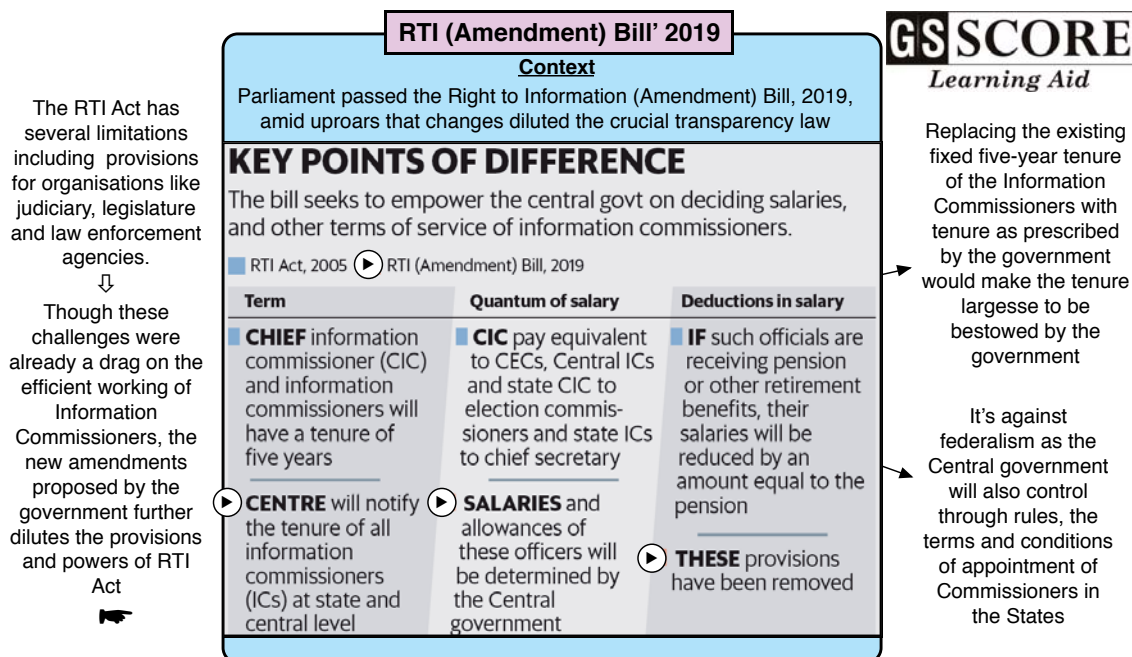 RTI (Amendment) Bill' 2019
GS SCORE
Learning Aid
Context
Parliament passed the Right to Information (Amendment) Bill, 2019,
amid uproars that changes diluted the crucial transparency law
The RTI Act has
several limitations
including provisions
for organisations like
judiciary, legislature
and law enforcement
agencies.
Though these
challenges were
already a drag on the
efficient working of
Information
Commissioners, the
new amendments
proposed by the
government further
dilutes the provisions
and powers of RTI
Act
KEY POINTS OF DIFFERENCE
The bill seeks to empower the central govt on deciding salaries,
and other terms of service of information commissioners.
RTI Act, 2005 RTI (Amendment) Bill, 2019
Term
CHIEF information
commissioner (CIC)
and information
commissioners will
have a tenure of
five years
CENTRE will notify
the tenure of all
information
commissioners
(ICs) at state and
central level
Quantum of salary
CIC pay equivalent
to CECs, Central ICs
and state CIC to
election commis-
sioners and state ICs
to chief secretary
SALARIES and
allowances of
these officers will
be determined by
the Central
government
Deductions in salary
IF such officials are
receiving pension
or other retirement
benefits, their
salaries will be
reduced by an
amount equal to the
pension
THESE provisions
have been removed
Replacing the existing
fixed five-year tenure
of the Information
Commissioners with
tenure as prescribed
by the government
would make the tenure
largesse to be
bestowed by the
government
It's against
federalism as the
Central government
will also control
through rules, the
terms and conditions
of appointment of
Commissioners in
the States